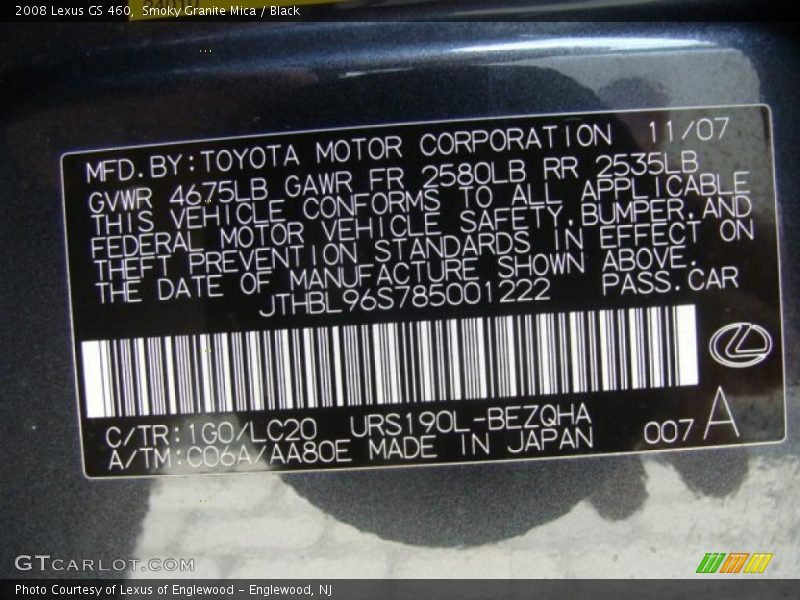 2008 Lexus GS 460, Smoky Granite Mica / Black
MFD.BY:TOYOTA MOTOR CORPORATION 11/07
GVWR 4675LB GAWR FR 2580LB RR 2535LB
THIS VEHICLE CONFORMS TO ALL APPLICABLE
FEDERAL MOTOR VEHICLE SAFETY,BUMPER,AND
THEFT PREVENTION STANDARDS IN EFFECT ON
THE DATE OF MANUFACTURE SHOWN ABOVE.
JTHBL96S785001222 PASS.CAR
C/TR:1G0/LC20 URS190L-BEZQHA
A/TM:C06A/AA80E MADE IN JAPAN 007 A
GTCARLOT.COM
Photo Courtesy of Lexus of Englewood – Englewood, NJ